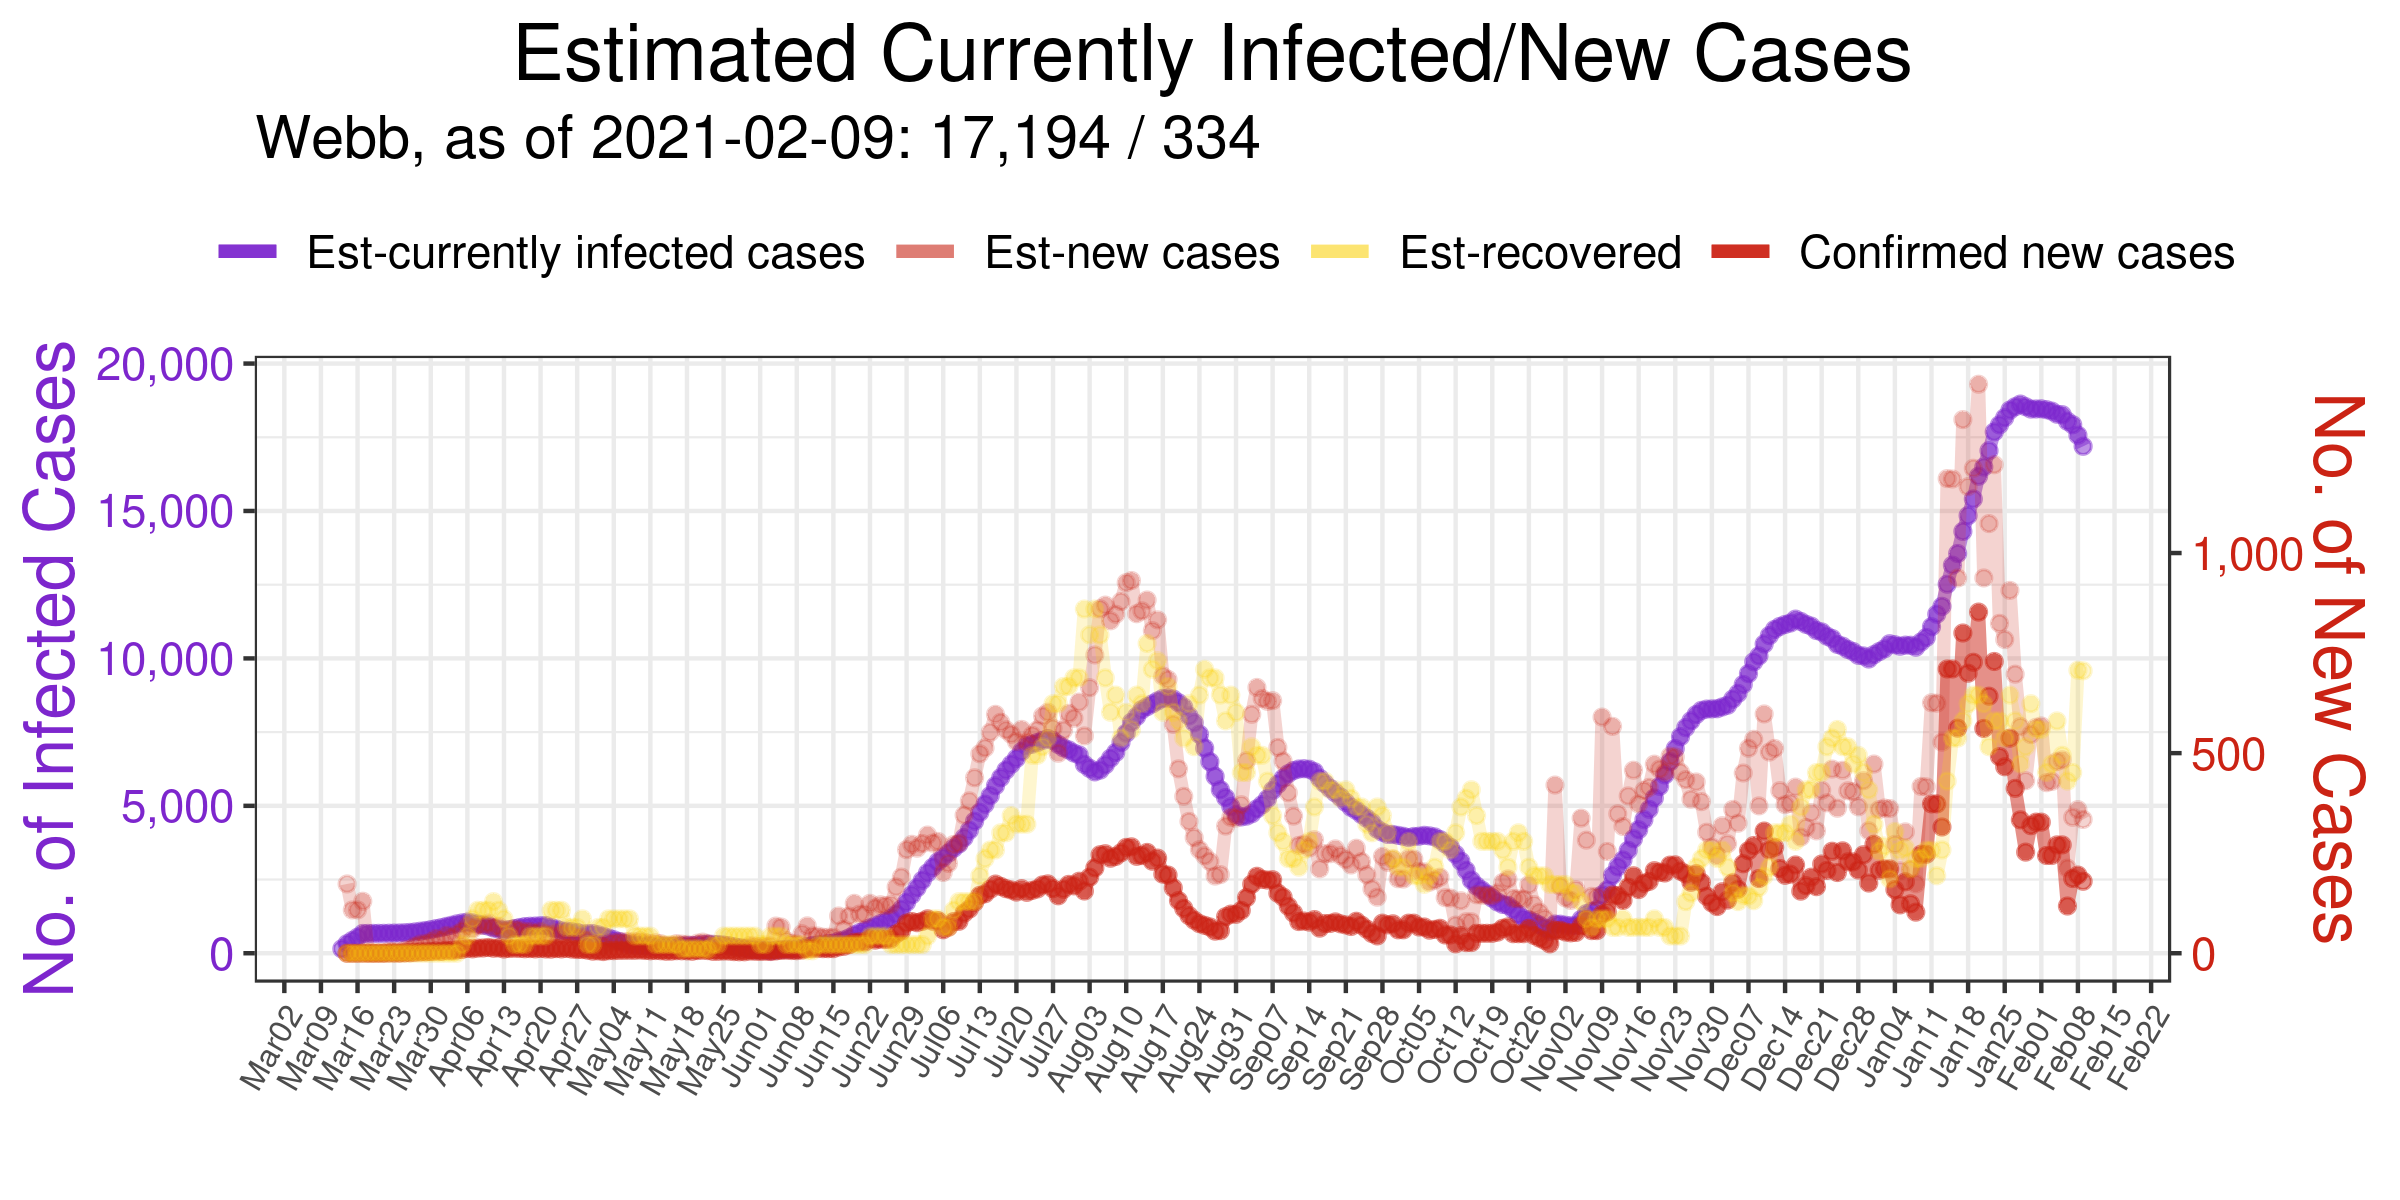 Estimated Currently Infected/New Cases
Webb, as of 2021-02-09: 17,194 / 334
Est-currently infected cases Est-new cases Est-recovered Confirmed new cases
No. of Infected Cases
20,000
15,000
10,000
5,000
0
No. of New Cases
1,000
500
0
Mar02 Mar09 Mar16 Mar23 Mar30 Apr06 Apr13 Apr20 Apr27 May04 May11 May18 May25 Jun01 Jun08 Jun15 Jun22 Jun29 Jul06 Jul13 Jul20 Jul27 Aug03 Aug10 Aug17 Aug24 Aug31 Sep07 Sep14 Sep21 Sep28 Oct05 Oct12 Oct19 Oct26 Nov02 Nov09 Nov16 Nov23 Nov30 Dec07 Dec14 Dec21 Dec28 Jan04 Jan11 Jan18 Jan25 Feb01 Feb08 Feb15 Feb22